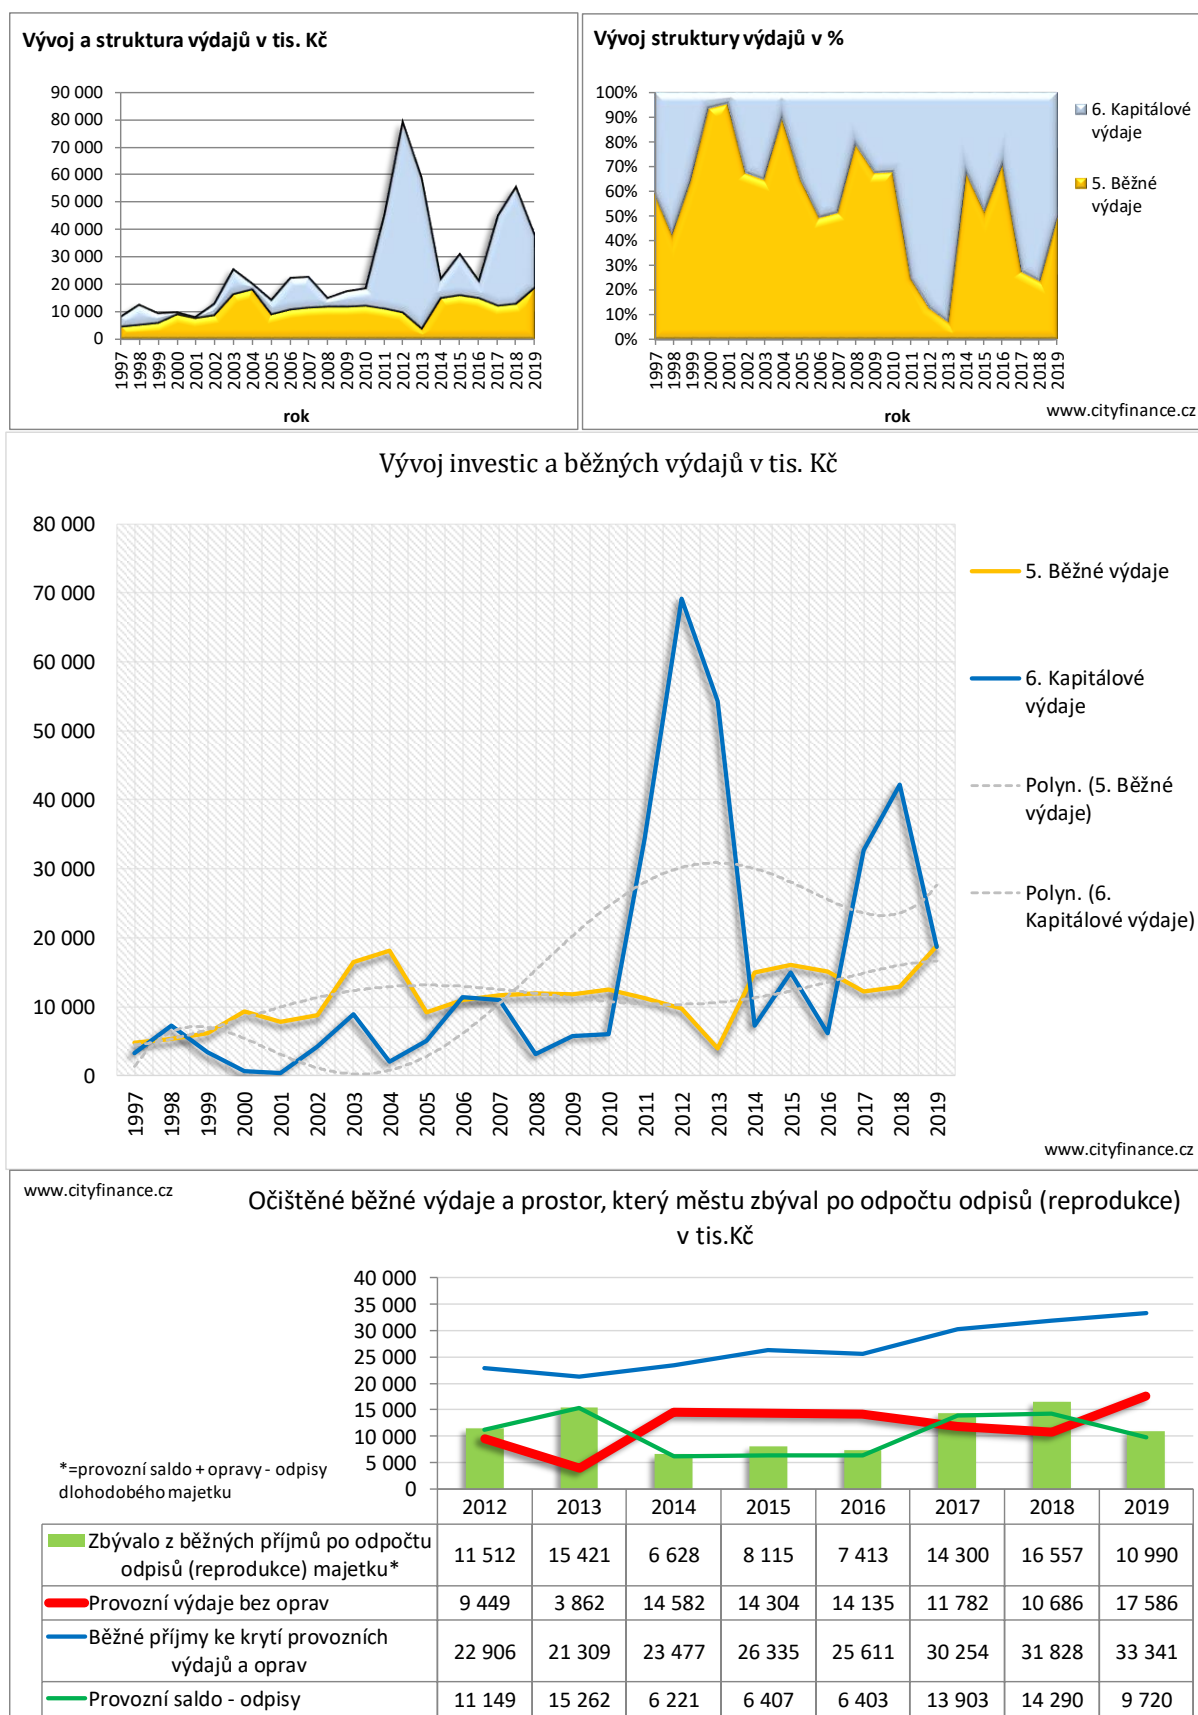 Vývoj a struktura výdajů v tis. Kč
90 000
80 000
70 000
60 000
50 000
40 000
30 000
20 000
10 000
0
1997 1998 1999 2000 2001 2002 2003 2004 2005 2006 2007 2008 2009 2010 2011 2012 2013 2014 2015 2016 2017 2018 2019
rok
Vývoj struktury výdajů v %
100%
90%
80%
70%
60%
50%
40%
30%
20%
10%
0%
1997 1998 1999 2000 2001 2002 2003 2004 2005 2006 2007 2008 2009 2010 2011 2012 2013 2014 2015 2016 2017 2018 2019
rok
6. Kapitálové
výdaje
5. Běžné
výdaje
www.cityfinance.cz
Vývoj investic a běžných výdajů v tis. Kč
80 000
70 000
60 000
50 000
40 000
30 000
20 000
10 000
0
1997 1998 1999 2000 2001 2002 2003 2004 2005 2006 2007 2008 2009 2010 2011 2012 2013 2014 2015 2016 2017 2018 2019
5. Běžné výdaje
6. Kapitálové
výdaje
Polyn. (5. Běžné
výdaje)
Polyn. (6.
Kapitálové výdaje)
www.cityfinance.cz
www.cityfinance.cz
Očištěné běžné výdaje a prostor, který městu zbýval po odpočtu odpisů (reprodukce)
v tis.Kč
40 000
35 000
30 000
25 000
20 000
15 000
10 000
5 000
0
*=provozní saldo + opravy - odpisy
dlohodobého majetku
2012 2013 2014 2015 2016 2017 2018 2019
Zbývalo z běžných příjmů po odpočtu
odpisů (reprodukce) majetku*
11 512 15 421 6 628 8 115 7 413 14 300 16 557 10 990
Provozní výdaje bez oprav 9 449 3 862 14 582 14 304 14 135 11 782 10 686 17 586
Běžné příjmy ke krytí provozních
výdajů a oprav
22 906 21 309 23 477 26 335 25 611 30 254 31 828 33 341
Provozní saldo - odpisy 11 149 15 262 6 221 6 407 6 403 13 903 14 290 9 720